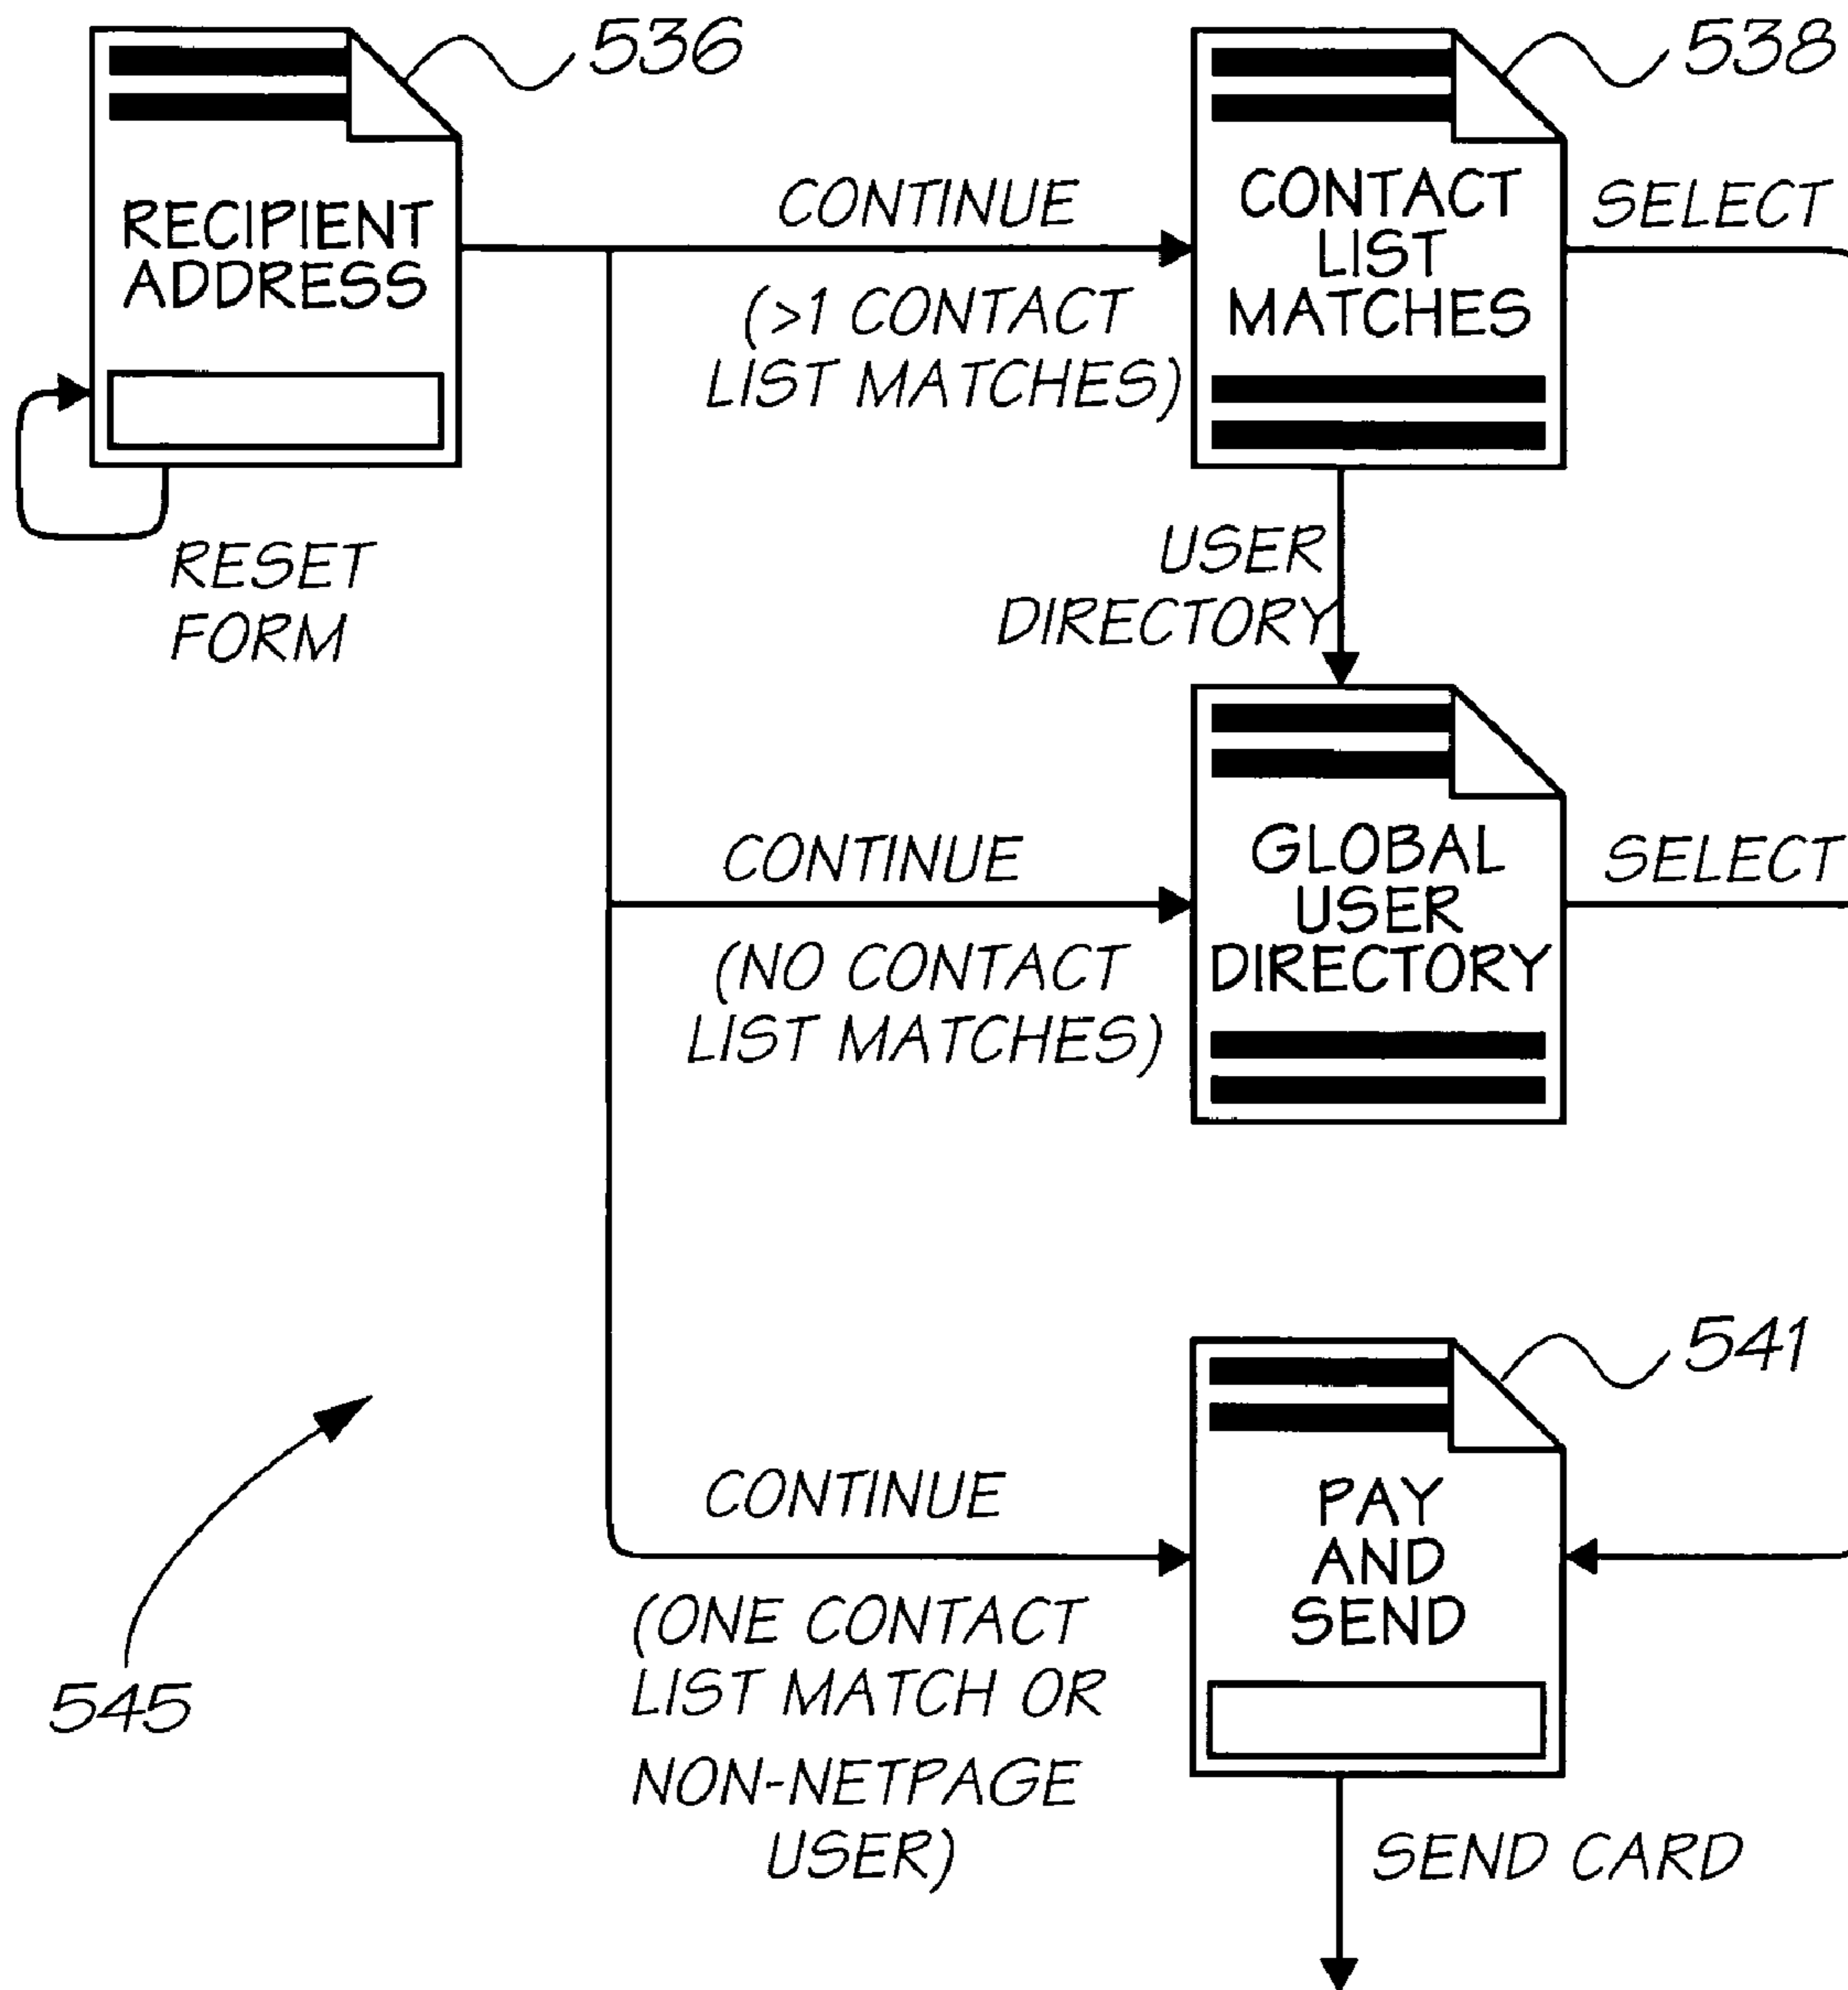 536
538
RECIPIENT
ADDRESS
CONTINUE
(>1 CONTACT
LIST MATCHES)
CONTACT
LIST
MATCHES
SELECT
RESET
FORM
USER
DIRECTORY
CONTINUE
(NO CONTACT
LIST MATCHES)
GLOBAL
USER
DIRECTORY
SELECT
541
CONTINUE
(ONE CONTACT
LIST MATCH OR
NON-NETPAGE
USER)
PAY
AND
SEND
545
SEND CARD